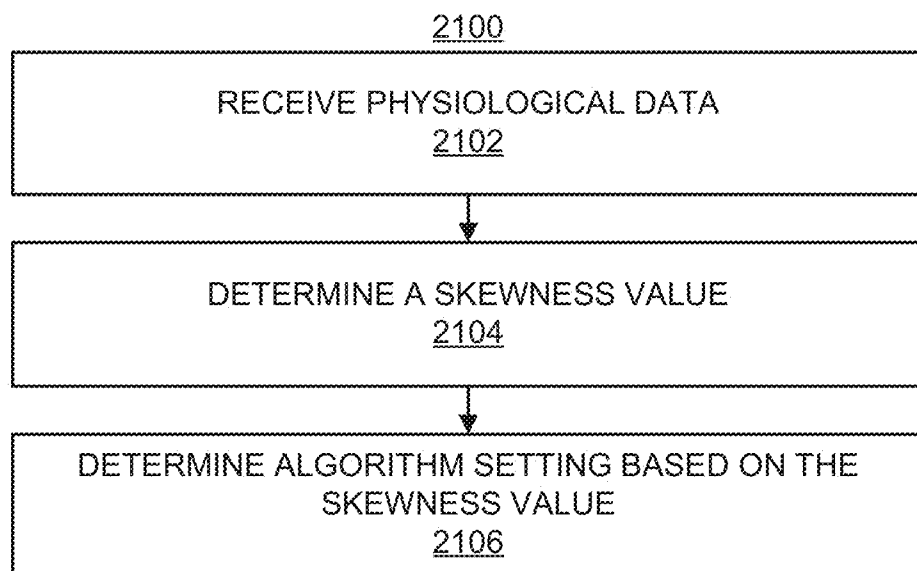 2100
RECEIVE PHYSIOLOGICAL DATA
2102
DETERMINE A SKEWNESS VALUE
2104
DETERMINE ALGORITHM SETTING BASED ON THE
SKEWNESS VALUE
2106